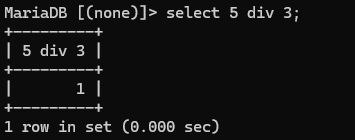 MariaDB [(none)]> select 5 div 3;
+---------+
| 5 div 3 |
+---------+
|       1 |
+---------+
1 row in set (0.000 sec)